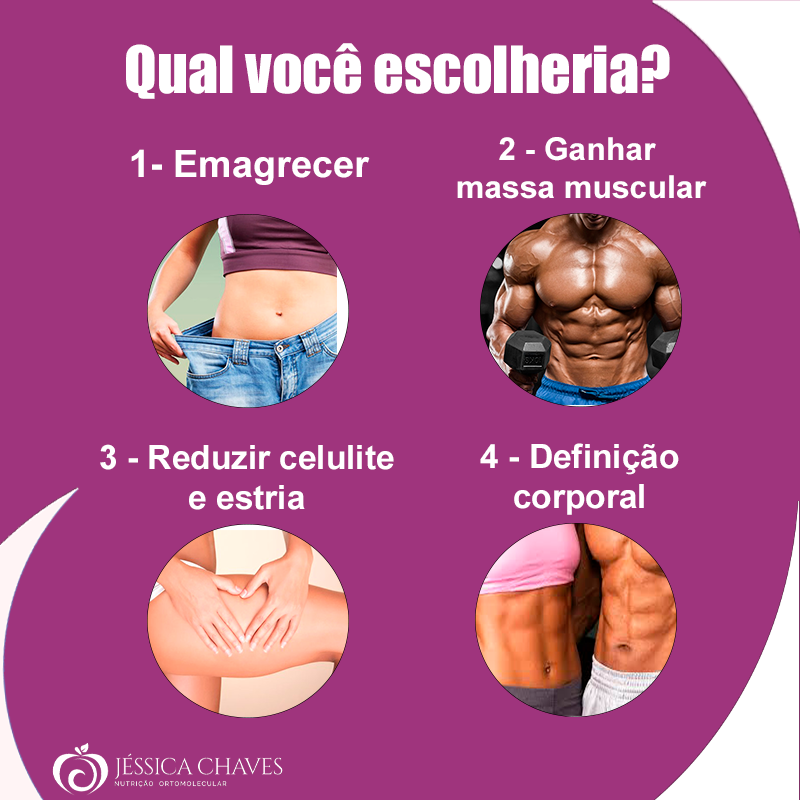 Qual você escolheria?
1- Emagrecer
2 - Ganhar
massa muscular
3 - Reduzir celulite
e estria
4 - Definição
corporal
JÉSSICA CHAVES
NUTRIÇÃO ORTOMOLECULAR